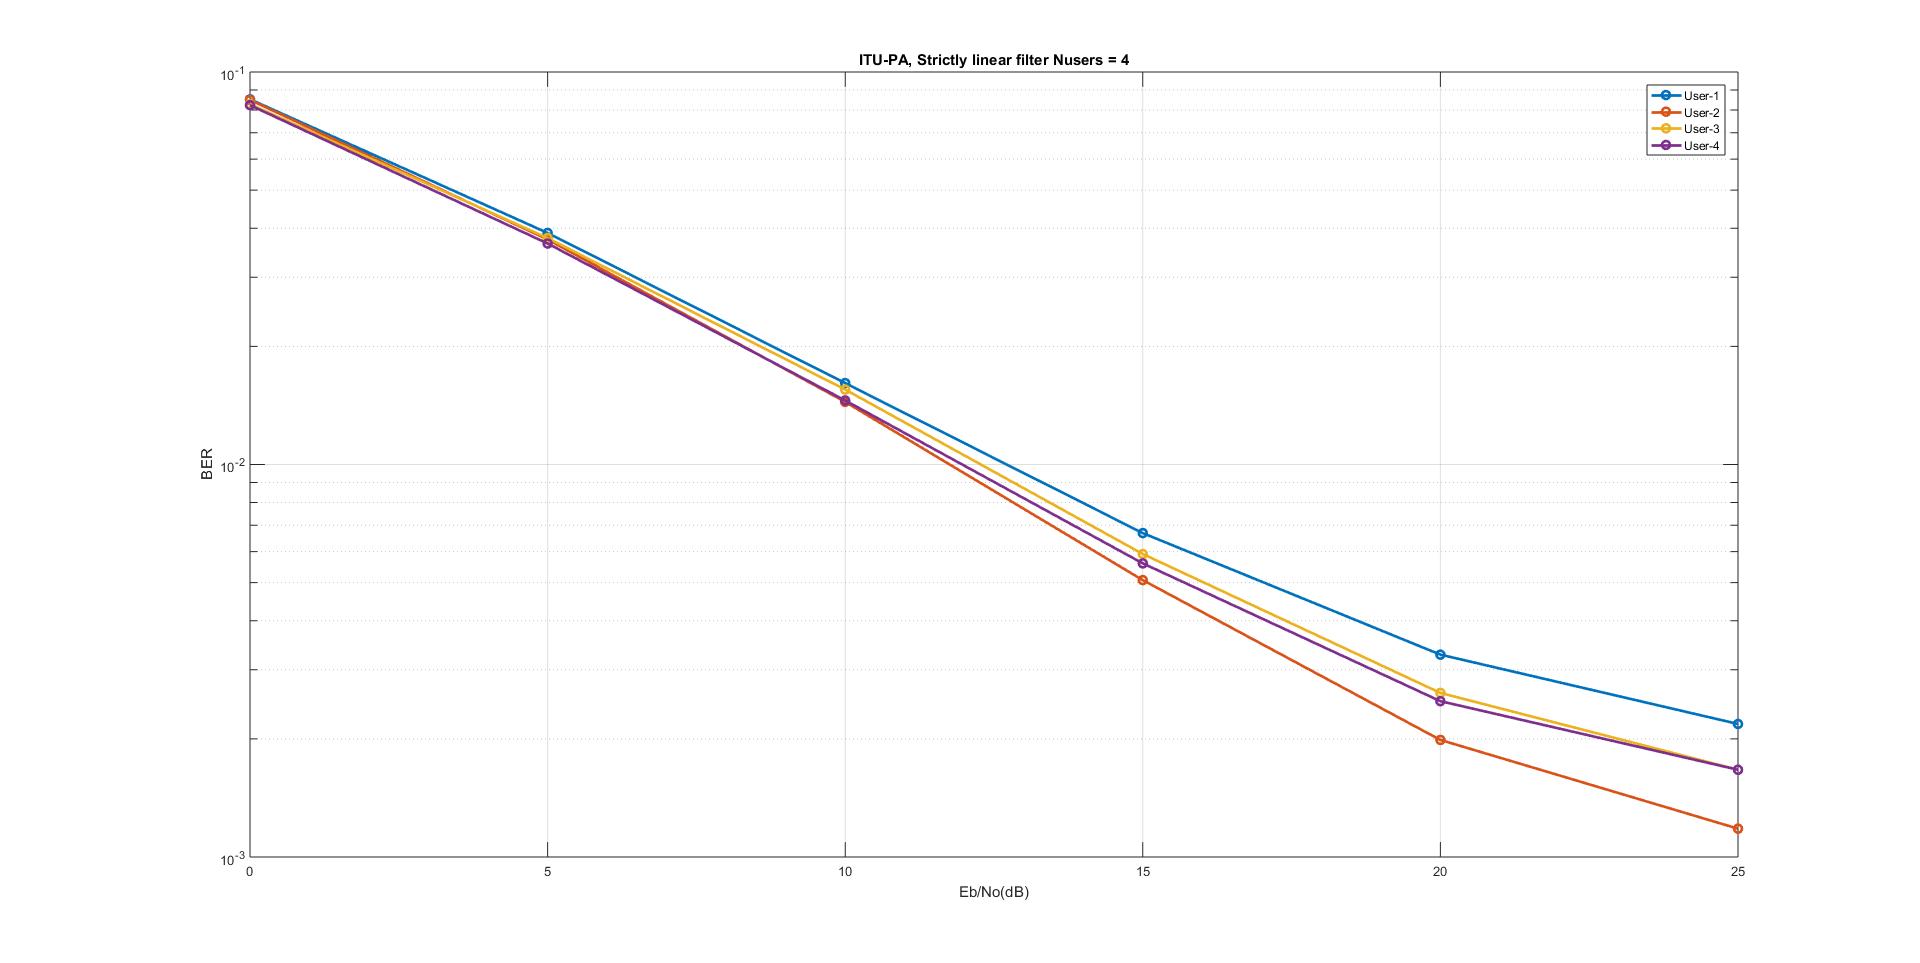 ITU-PA, Strictly linear filter Nusers = 4
10^-1
User-1
User-2
User-3
User-4
BER
10^-2
10^-3
0 5 10 15 20 25
Eb/No(dB)